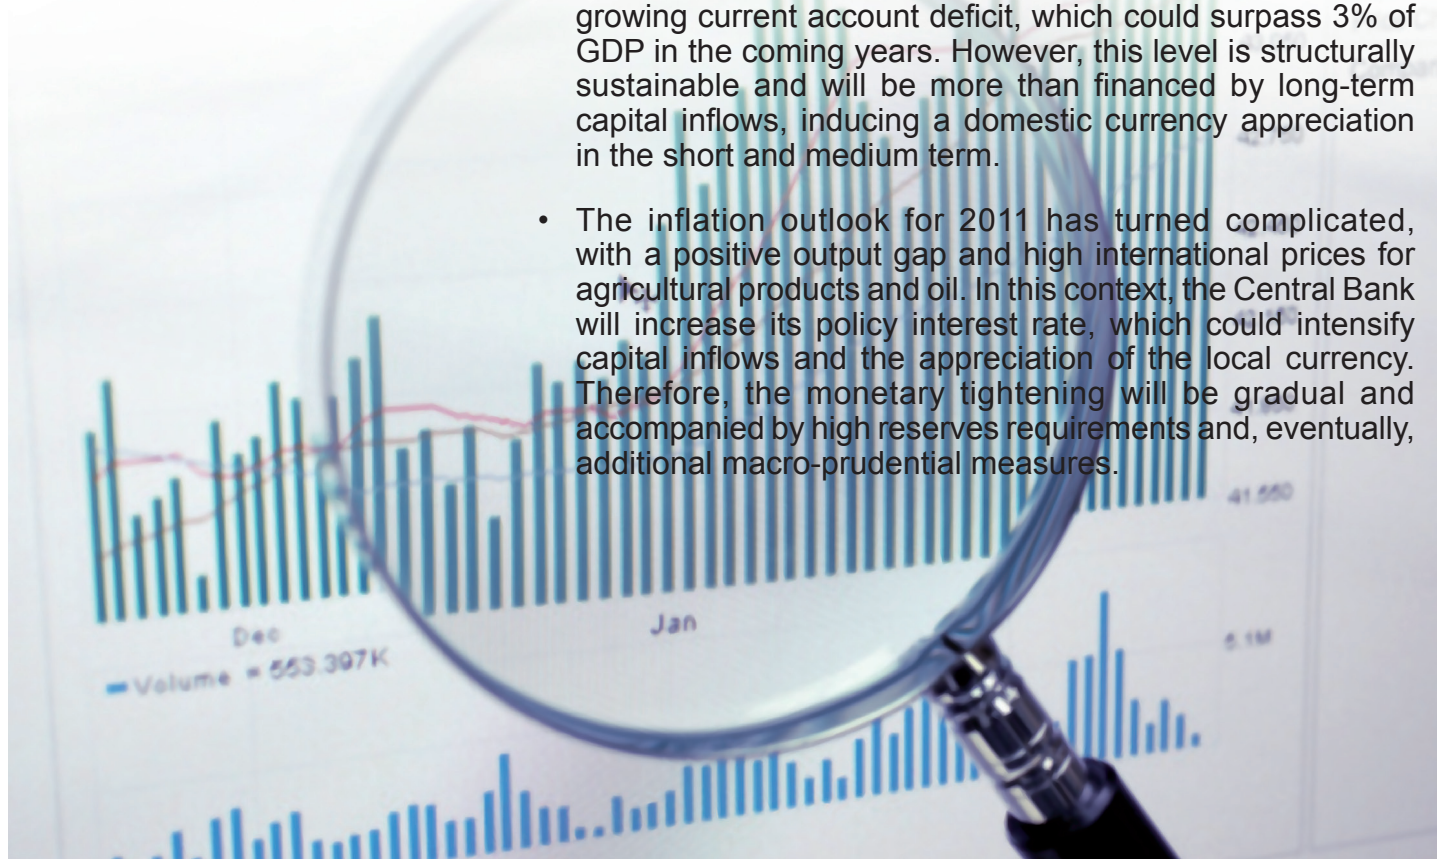 growing current account deficit, which could surpass 3% of
GDP in the coming years. However, this level is structurally
sustainable and will be more than financed by long-term
capital inflows, inducing a domestic currency appreciation
in the short and medium term.
• The inflation outlook for 2011 has turned complicated,
with a positive output gap and high international prices for
agricultural products and oil. In this context, the Central Bank
will increase its policy interest rate, which could intensify
capital inflows and the appreciation of the local currency.
Therefore, the monetary tightening will be gradual and
accompanied by high reserves requirements and, eventually,
additional macro-prudential measures.
41.550
Dec
Jan
Volume = 553.397K